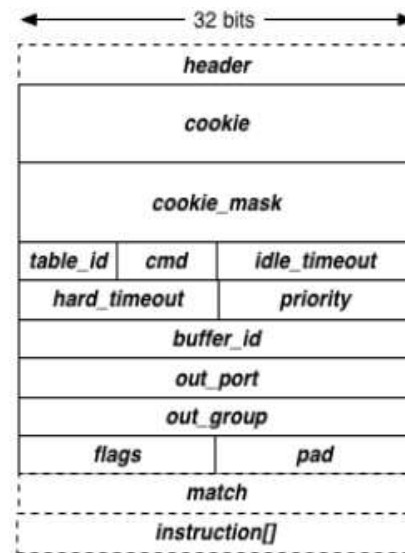 32 bits
header
cookie
cookie_mask
table_id cmd idle_timeout
hard_timeout priority
buffer_id
out_port
out_group
flags pad
match
instruction[]